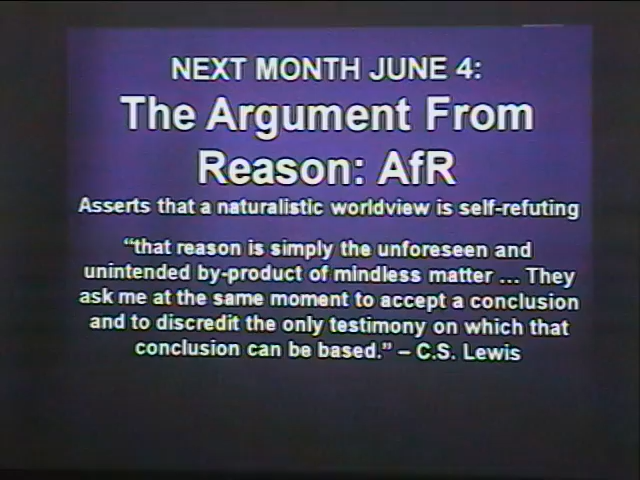 NEXT MONTH JUNE 4:
The Argument From
Reason: AfR
Asserts that a naturalistic worldview is self-refuting
“that reason is simply the unforeseen and
unintended by-product of mindless matter ... They
ask me at the same moment to accept a conclusion
and to discredit the only testimony on which that
conclusion can be based.” – C.S. Lewis